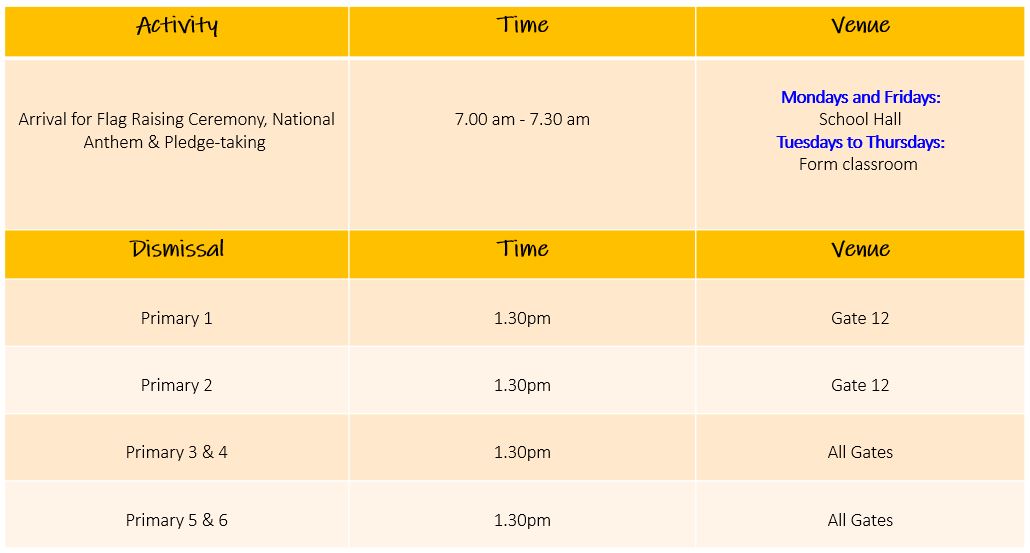 Activity Time Venue
Arrival for Flag Raising Ceremony, National
Anthem & Pledge-taking
7.00 am - 7.30 am
Mondays and Fridays:
School Hall
Tuesdays to Thursdays:
Form classroom
Dismissal Time Venue
Primary 1 1.30pm Gate 12
Primary 2 1.30pm Gate 12
Primary 3 & 4 1.30pm All Gates
Primary 5 & 6 1.30pm All Gates